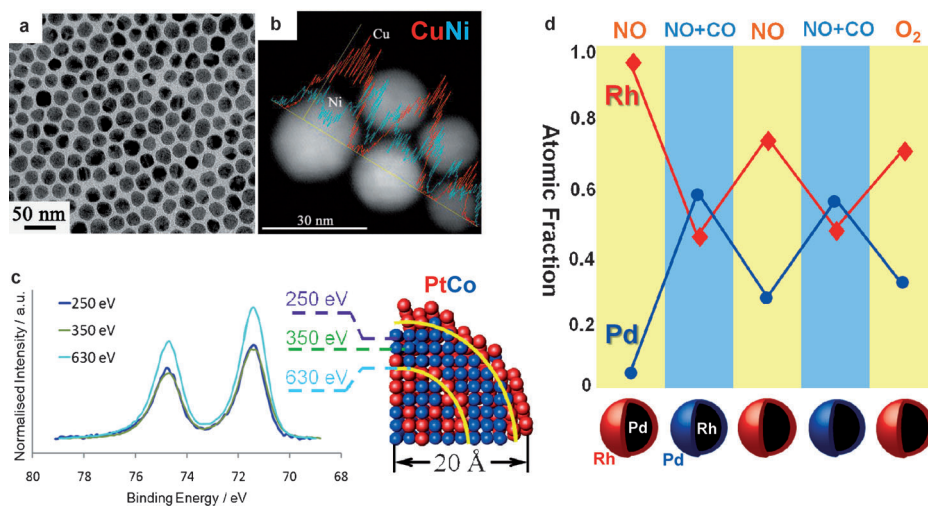 a
50 nm
b
CuNi
Cu
Ni
30 nm
c
Normalised Intensity / a.u.
250 eV
350 eV
630 eV
80 78 76 74 72 70 68
Binding Energy / eV
PtCo
250 eV
350 eV
630 eV
20 Å
d
NO NO+CO NO NO+CO O₂
Atomic Fraction
1.0
0.8
0.6
0.4
0.2
0
Rh
Pd
Pd
Rh
Rh
Pd